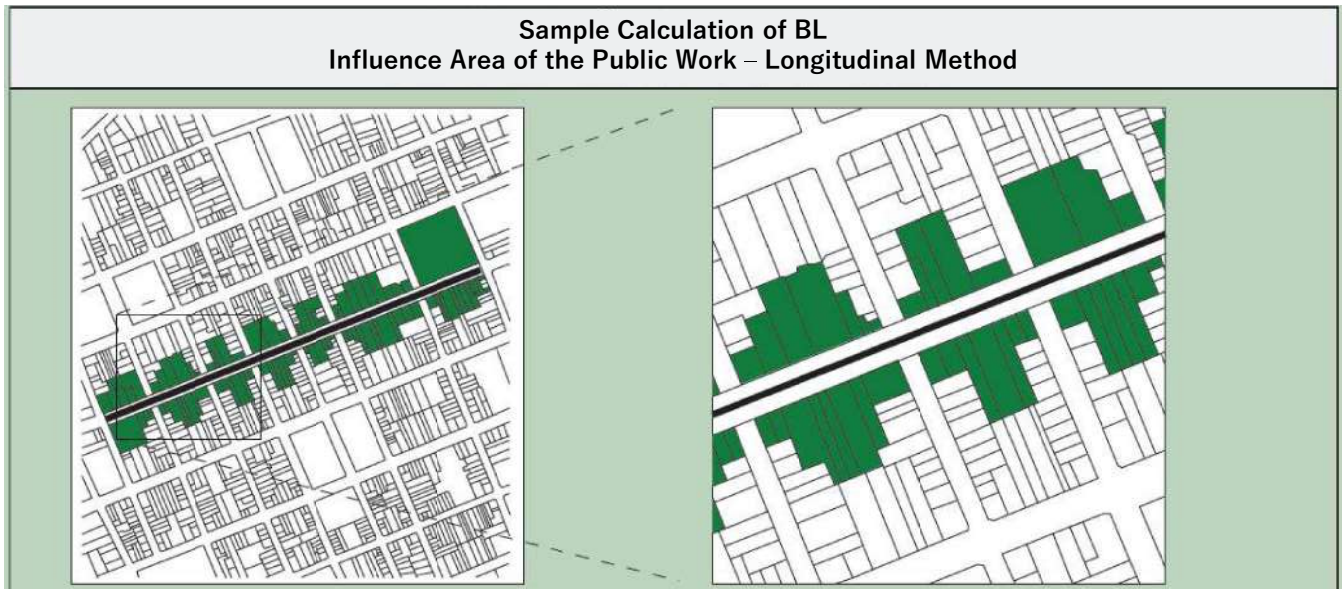 Sample Calculation of BL
Influence Area of the Public Work – Longitudinal Method